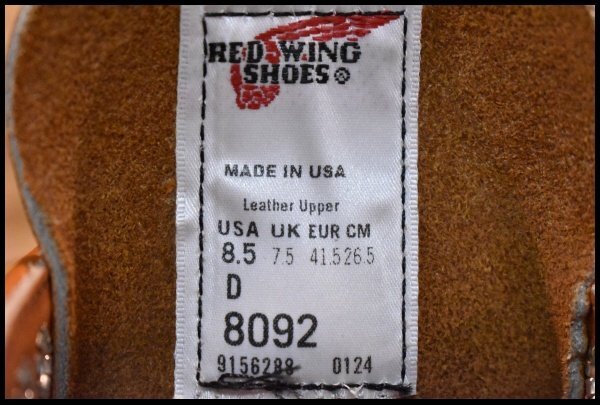 RED WING
SHOES®
MADE IN USA
Leather Upper
USA UK EUR CM
8.5 7.5 41.5 26.5
D
8092
9156288 0124